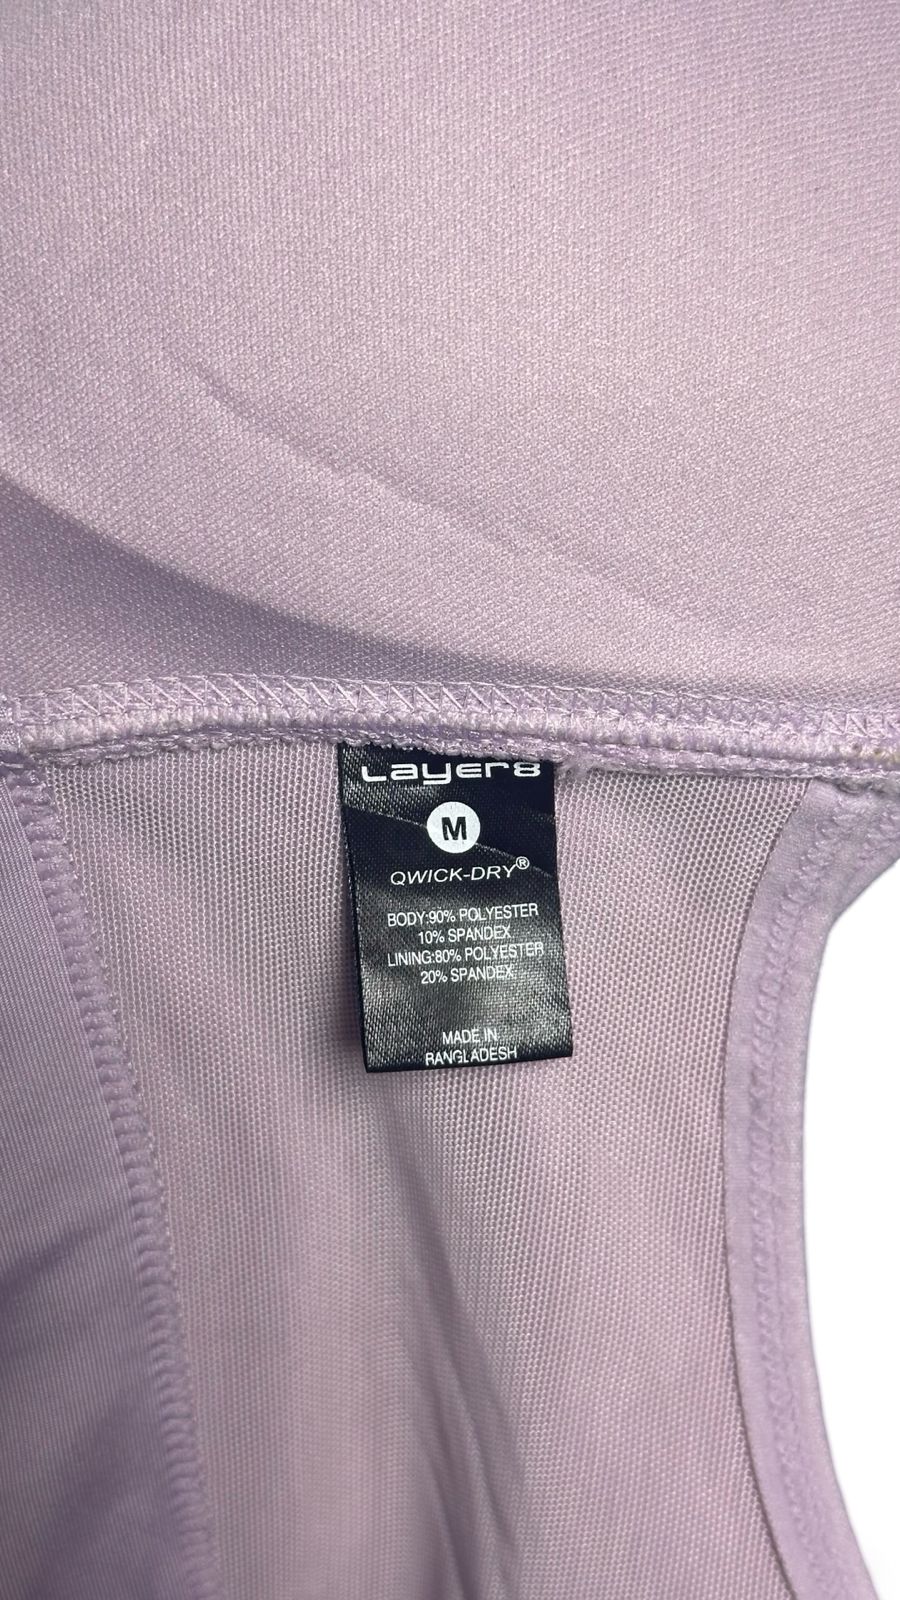 Layer8
M
QWICK-DRY®
BODY:90% POLYESTER
10% SPANDEX
LINING:80% POLYESTER
20% SPANDEX
MADE IN
BANGLADESH